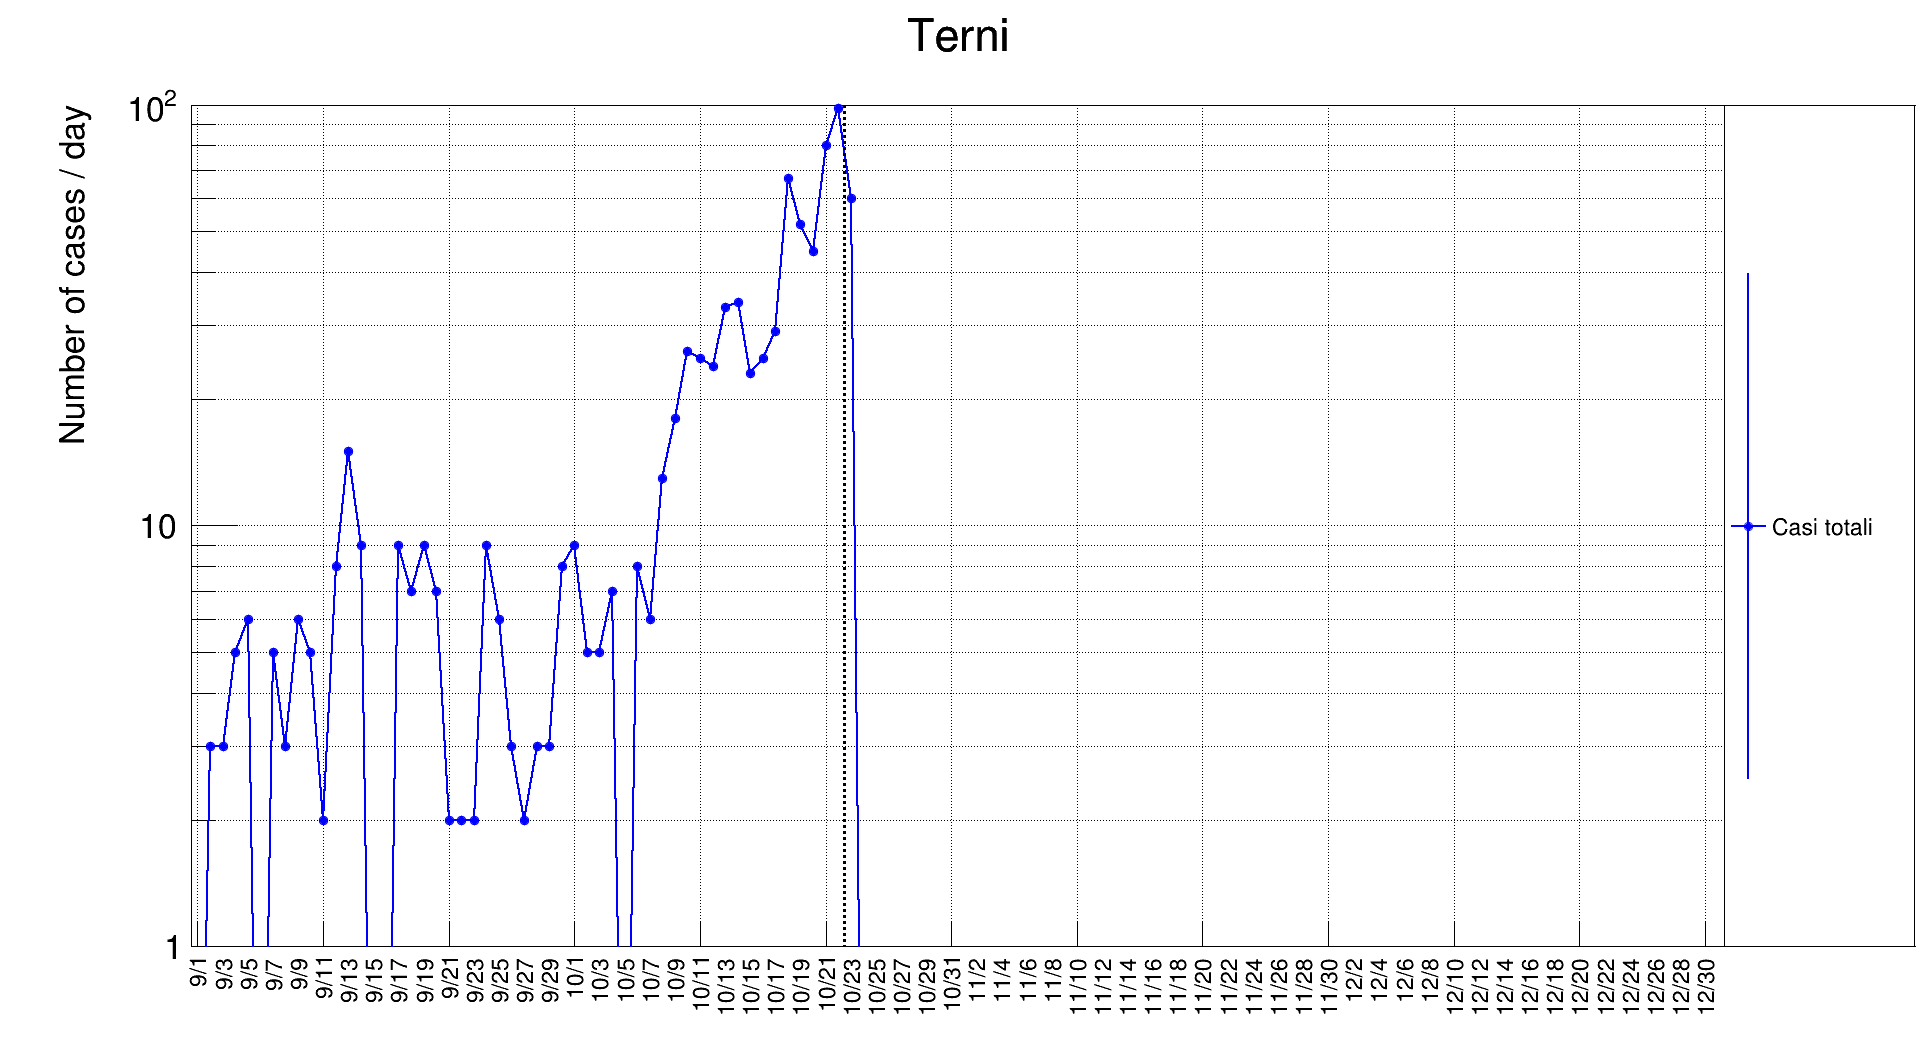 Terni
Number of cases / day
10²
10
1
9/1 9/3 9/5 9/7 9/9 9/11 9/13 9/15 9/17 9/19 9/21 9/23 9/25 9/27 9/29 10/1 10/3 10/5 10/7 10/9 10/11 10/13 10/15 10/17 10/19 10/21 10/23 10/25 10/27 10/29 10/31 11/2 11/4 11/6 11/8 11/10 11/12 11/14 11/16 11/18 11/20 11/22 11/24 11/26 11/28 11/30 12/2 12/4 12/6 12/8 12/10 12/12 12/14 12/16 12/18 12/20 12/22 12/24 12/26 12/28 12/30
Casi totali